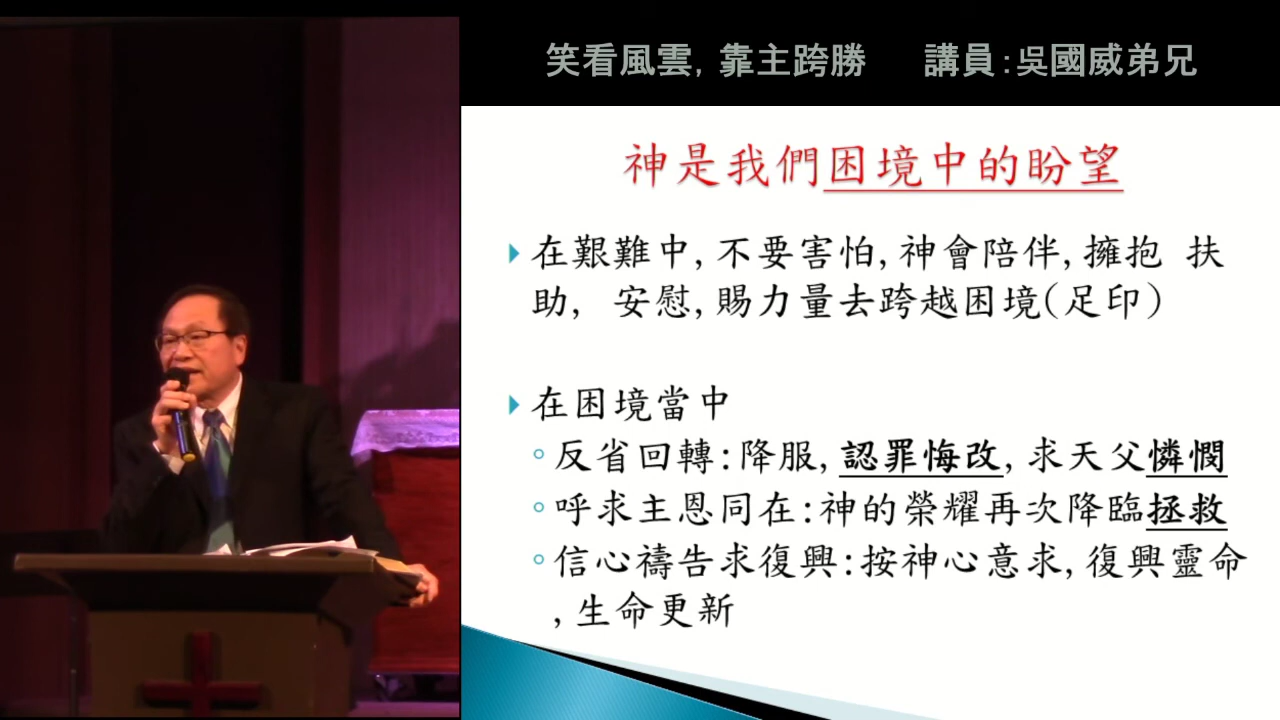 笑看風雲, 靠主跨勝 講員:吳國威弟兄
神是我們困境中的盼望
在艱難中, 不要害怕, 神會陪伴, 擁抱 扶
助, 安慰, 賜力量去跨越困境(足印)
在困境當中
反省回轉:降服, 認罪悔改, 求天父憐憫
呼求主恩同在:神的榮耀再次降臨拯救
信心禱告求復興:按神心意求, 復興靈命
, 生命更新